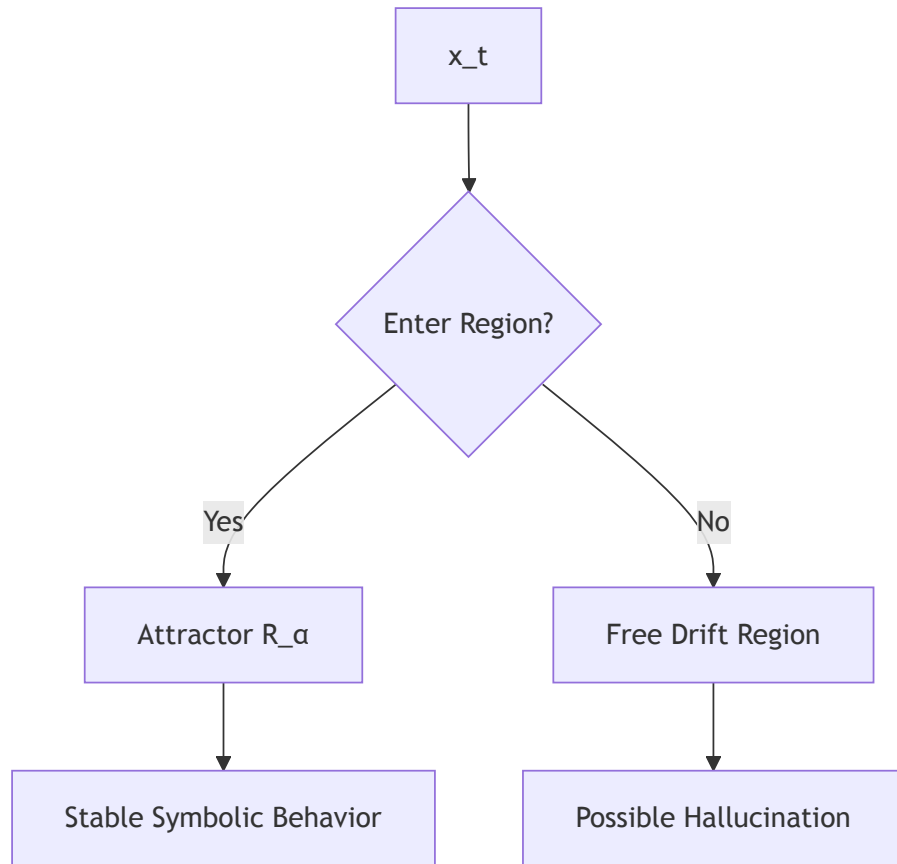 x_t
Enter Region?
Yes
No
Attractor R_α
Free Drift Region
Stable Symbolic Behavior
Possible Hallucination